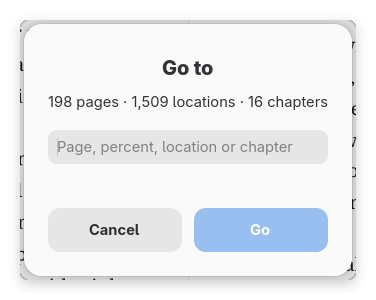 Go to
198 pages · 1,509 locations · 16 chapters
Page, percent, location or chapter
Cancel
Go